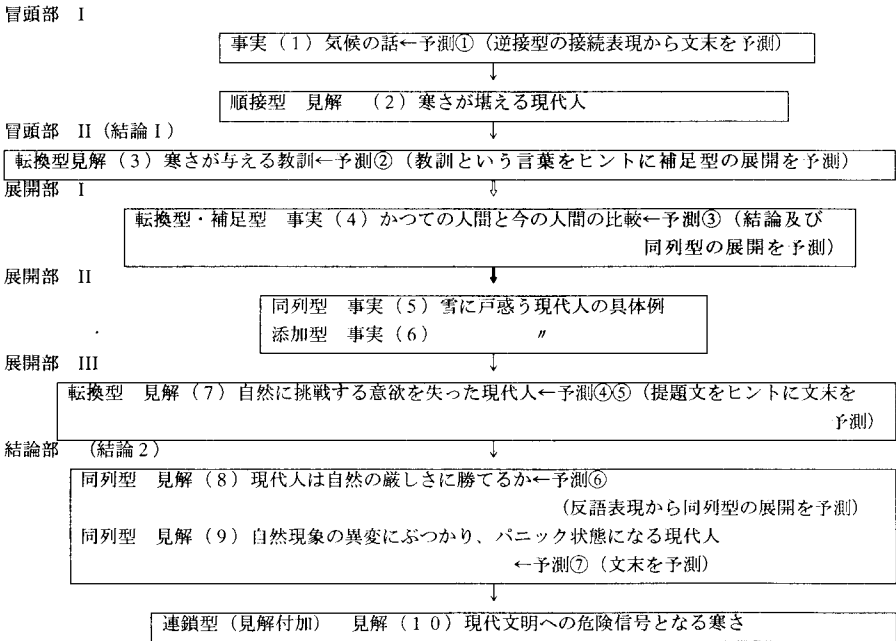 冒頭部 I
事実（1）気候の話←予測①（逆接型の接続表現から文末を予測）
順接型 見解 （2）寒さが堪える現代人
冒頭部 II（結論I）
転換型見解（3）寒さが与える教訓←予測②（教訓という言葉をヒントに補足型の展開を予測）
展開部 I
転換型・補足型 事実（4）かつての人間と今の人間の比較←予測③（結論及び
同列型の展開を予測）
展開部 II
同列型 事実（5）雪に戸惑う現代人の具体例
添加型 事実（6） 〃
展開部 III
転換型 見解（7）自然に挑戦する意欲を失った現代人←予測④⑤（提題文をヒントに文末を
予測）
結論部 （結論2）
同列型 見解（8）現代人は自然の厳しさに勝てるか←予測⑥
（反語表現から同列型の展開を予測）
同列型 見解（9）自然現象の異変にぶつかり、パニック状態になる現代人
←予測⑦（文末を予測）
連鎖型（見解付加） 見解（10）現代文明への危険信号となる寒さ